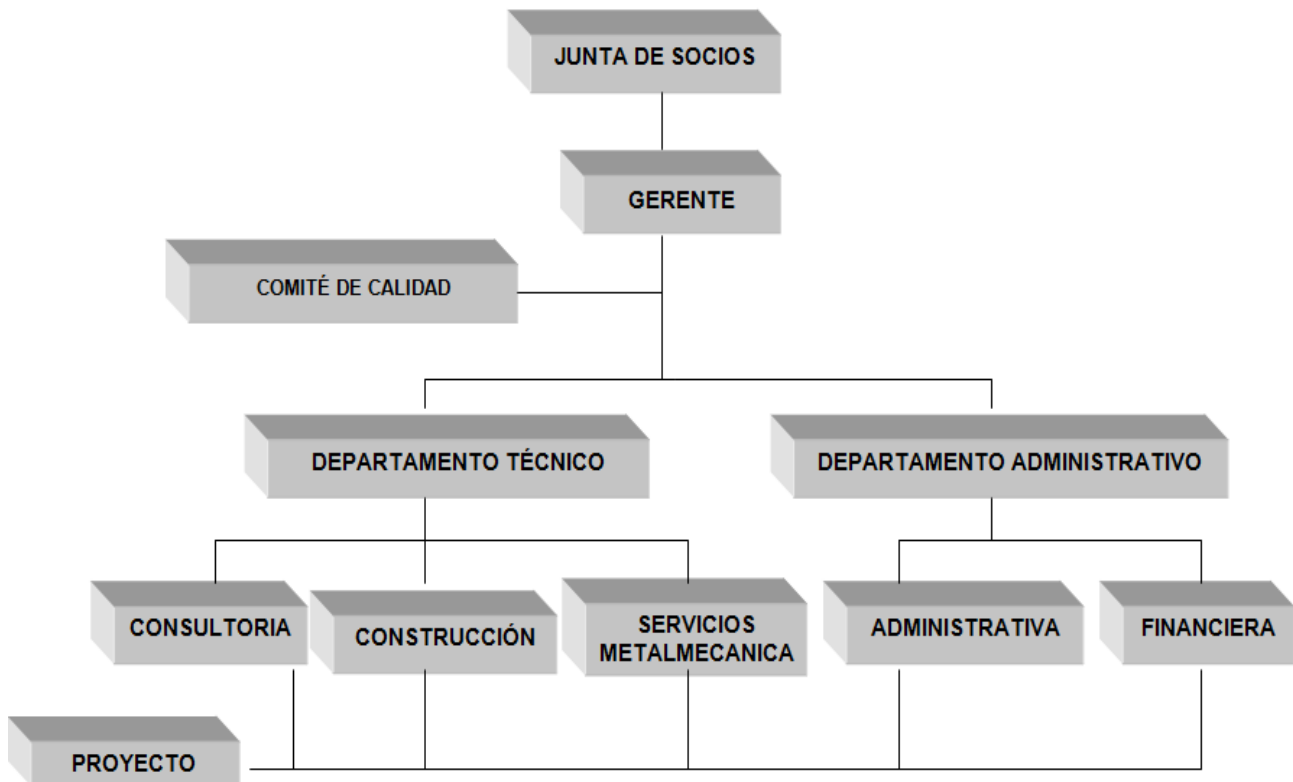 JUNTA DE SOCIOS
GERENTE
COMITÉ DE CALIDAD
DEPARTAMENTO TÉCNICO
DEPARTAMENTO ADMINISTRATIVO
CONSULTORIA
CONSTRUCCIÓN
SERVICIOS
METALMECANICA
ADMINISTRATIVA
FINANCIERA
PROYECTO